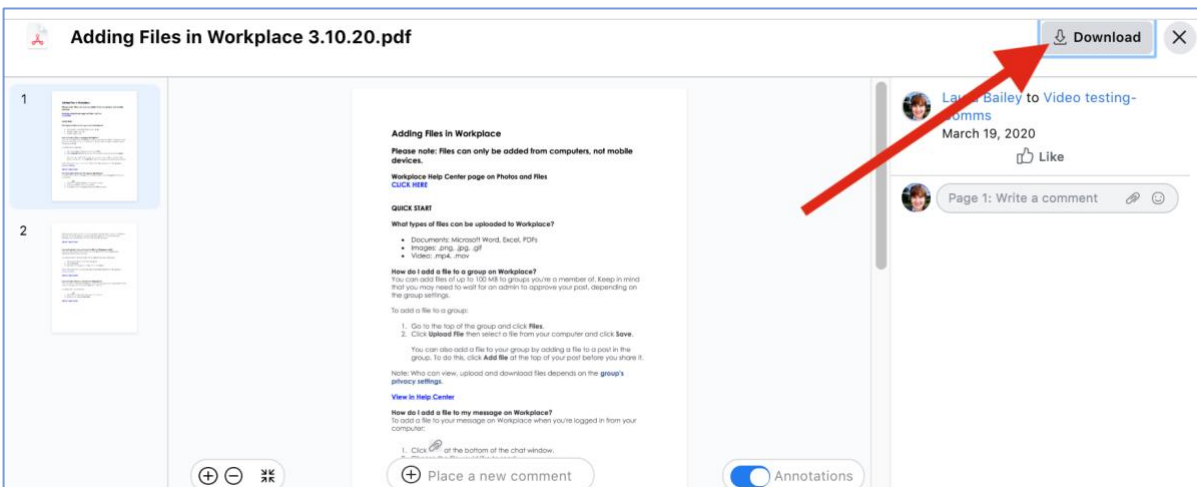 Adding Files in Workplace 3.10.20.pdf
Download
1
2
Adding Files in Workplace
Please note: Files can only be added from computers, not mobile
devices.
Workplace Help Center page on Photos and Files
CLICK HERE
QUICK START
What types of files can be uploaded to Workplace?
• Documents: Microsoft Word, Excel, PDFs
• Images: .png, .jpg, .gif
• Video: .mp4, .mov
How do I add a file to a group on Workplace?
You can add files of up to 100 MB to groups you're a member of. Keep in mind
that you may need to wait for an admin to approve your post, depending on
the group settings.
To add a file to a group:
1. Go to the top of the group and click Files.
2. Click Upload File then select a file from your computer and click Save.
You can also add a file to your group by adding a file to a post in the
group. To do this, click Add file at the top of your post before you share it.
Note: Who can view, upload and download files depends on the group's
privacy settings.
View in Help Center
How do I add a file to my message on Workplace?
To add a file to your message on Workplace when you're logged in from your
computer:
1. Click at the bottom of the chat window.
Place a new comment
Annotations
Bailey to Video testing-
March 19, 2020
Like
Page 1: Write a comment